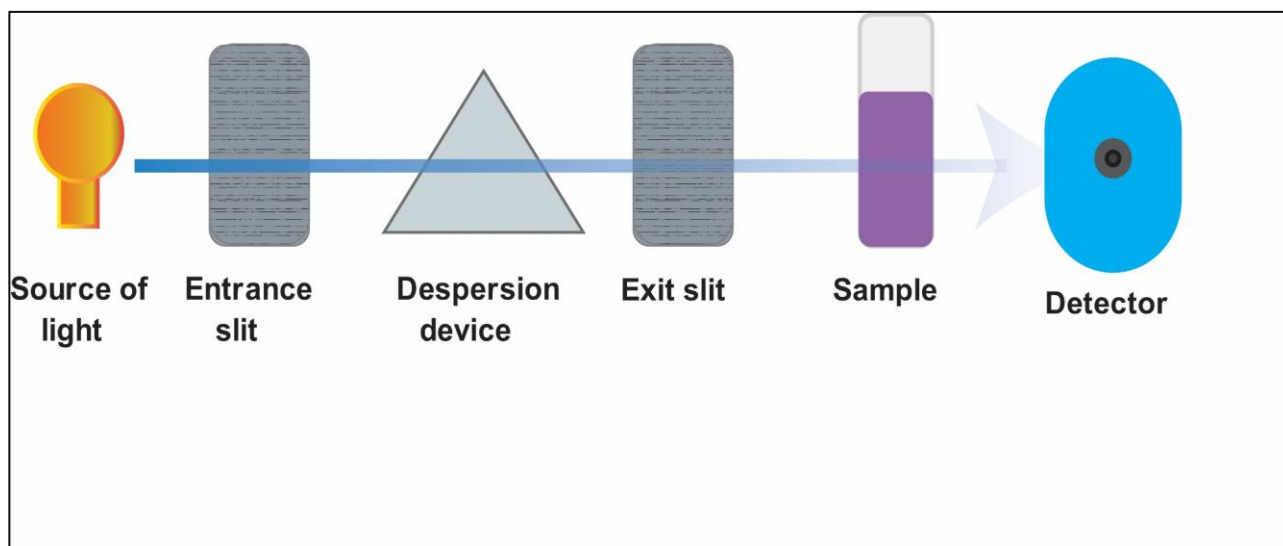 Source of
light
Entrance
slit
Despersion
device
Exit slit
Sample
Detector